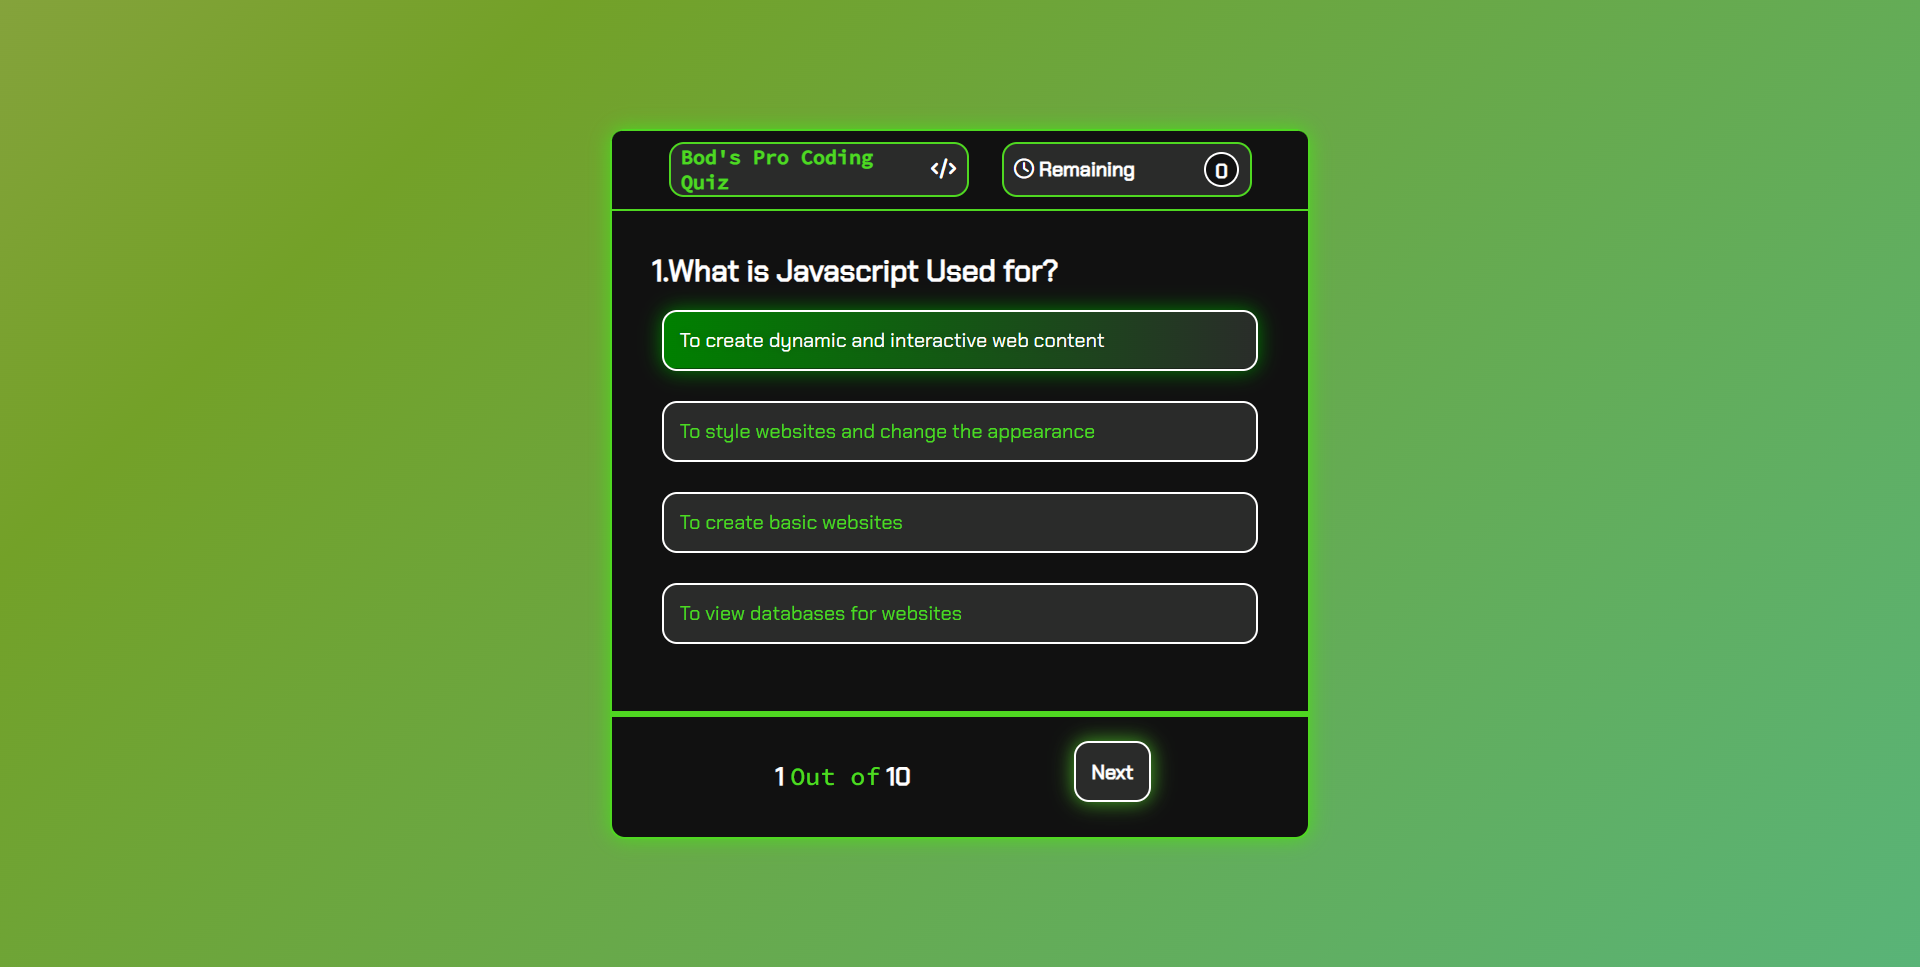 Bod's Pro Coding
Quiz
</>
Remaining
0
1.What is Javascript Used for?
To create dynamic and interactive web content
To style websites and change the appearance
To create basic websites
To view databases for websites
1 Out of 10
Next